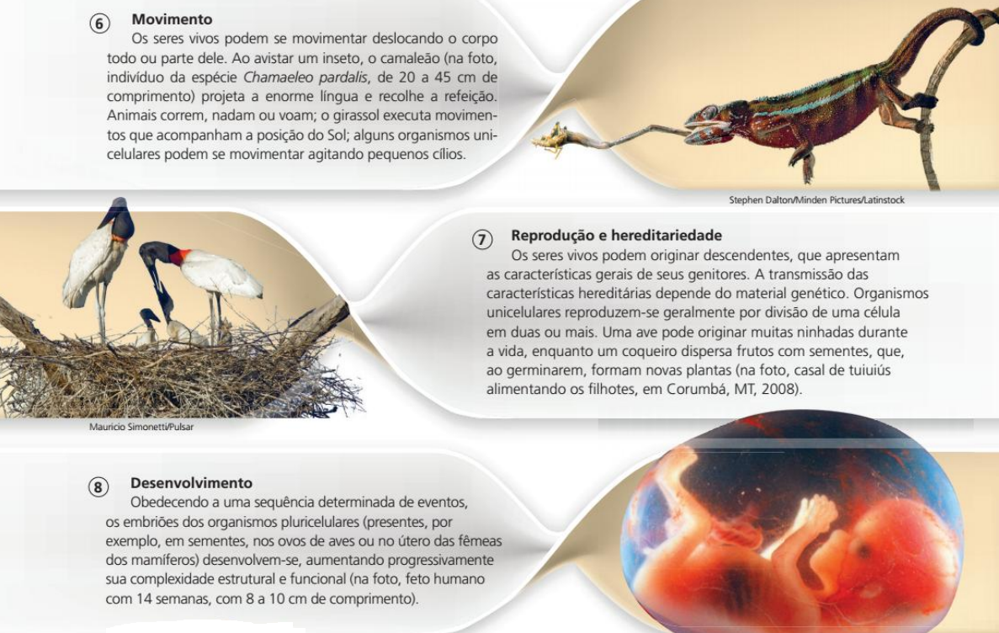 6 Movimento
Os seres vivos podem se movimentar deslocando o corpo
todo ou parte dele. Ao avistar um inseto, o camaleão (na foto,
indivíduo da espécie Chamaeleo pardalis, de 20 a 45 cm de
comprimento) projeta a enorme língua e recolhe a refeição.
Animais correm, nadam ou voam; o girassol executa movimen-
tos que acompanham a posição do Sol; alguns organismos uni-
celulares podem se movimentar agitando pequenos cílios.
Stephen Dalton/Minden Pictures/Latinstock
7 Reprodução e hereditariedade
Os seres vivos podem originar descendentes, que apresentam
as características gerais de seus genitores. A transmissão das
características hereditárias depende do material genético. Organismos
unicelulares reproduzem-se geralmente por divisão de uma célula
em duas ou mais. Uma ave pode originar muitas ninhadas durante
a vida, enquanto um coqueiro dispersa frutos com sementes, que,
ao germinarem, formam novas plantas (na foto, casal de tuiuiús
alimentando os filhotes, em Corumbá, MT, 2008).
Mauricio Simonetti/Pulsar
8 Desenvolvimento
Obedecendo a uma sequência determinada de eventos,
os embriões dos organismos pluricelulares (presentes, por
exemplo, em sementes, nos ovos de aves ou no útero das fêmeas
dos mamíferos) desenvolvem-se, aumentando progressivamente
sua complexidade estrutural e funcional (na foto, feto humano
com 14 semanas, com 8 a 10 cm de comprimento).